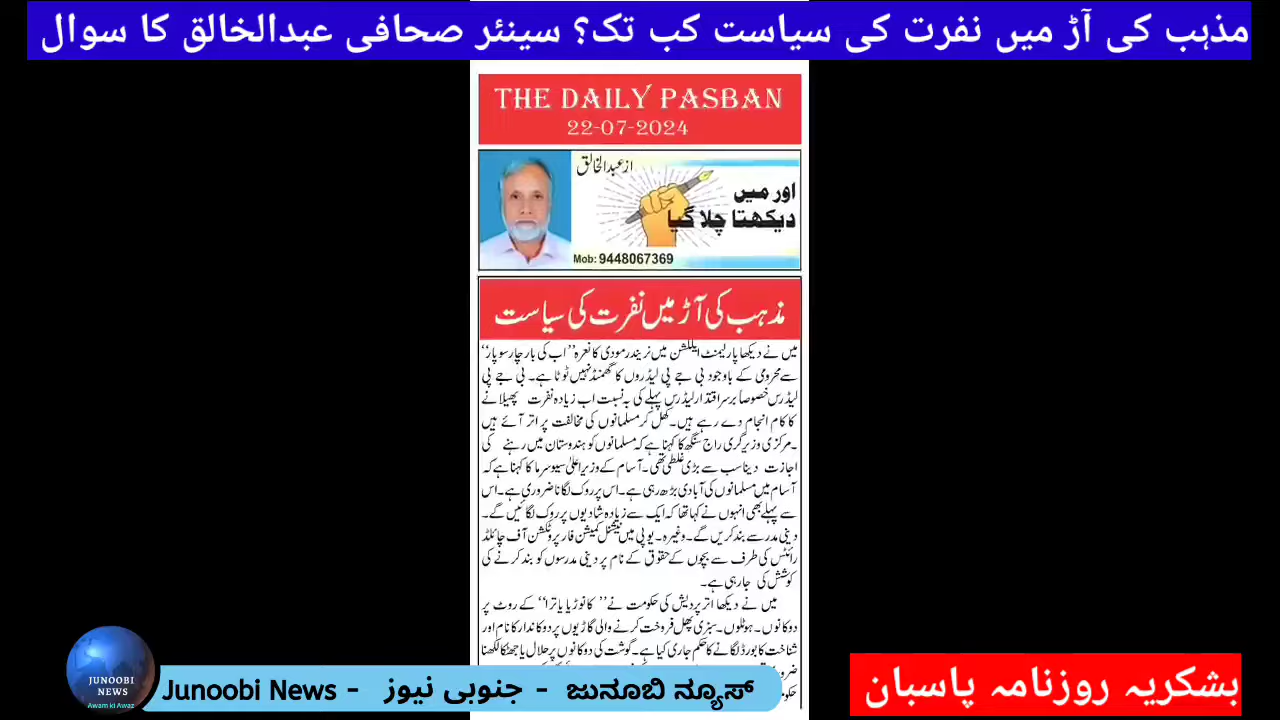 مذہب کی آڑ میں نفرت کی سیاست کب تک؟ سینئر صحافی عبدالخالق کا سوال
THE DAILY PASBAN
22-07-2024
از عبدالخالق
اور میں
دیکھتا چلا گیا
Mob: 9448067369
مذہب کی آڑ میں نفرت کی سیاست
میں نے دیکھا پارلیمنٹ ایللکشن میں نریندر مودی کا نعرہ ’’اب کی بار چار سو پار‘‘
سے محرومی کے باوجود بی جے پی لیڈروں کا گھمنڈ نہیں ٹوٹا ہے۔ بی جے پی
لیڈرس خصوصاً برسر اقتدار لیڈرس پہلے کی بہ نسبت اب زیادہ نفرت پھیلانے
کا کام انجام دے رہے ہیں۔ کھل کر مسلمانوں کی مخالفت پر اتر آئے ہیں
۔ مرکزی وزیر گری راج سنگھ کا کہنا ہے کہ مسلمانوں کو ہندوستان میں رہنے کی
اجازت دینا سب سے بڑی غلطی تھی۔ آسام کے وزیر اعلیٰ سیوسرما کا کہنا ہے کہ
آسام میں مسلمانوں کی آبادی بڑھ رہی ہے۔ اس پر روک لگانا ضروری ہے۔ اس
سے پہلے بھی انہوں نے کہا تھا کہ ایک سے زیادہ شادیوں پر روک لگائیں گے۔
دینی مدرسے بند کریں گے۔ وغیرہ۔ یوپی میں نیشنل کمیشن فار پروٹکشن آف چائلڈ
رائٹس کی طرف سے بچوں کے حقوق کے نام پر دینی مدرسوں کو بند کرنے کی
کوشش کی جارہی ہے۔
میں نے دیکھا اتر پردیش کی حکومت نے ’’کانوڑیا یاترا‘‘ کے روٹ پر
دوکانوں۔ ہوٹلوں۔ سبزی پھل فروخت کرنے والی گاڑیوں پر دوکاندار کا نام اور
شناخت کا بورڈ لگانے کا حکم جاری کیا ہے۔ گوشت کی دوکانوں پر حلال یا جھٹکا لکھنا
JUNOOBI
NEWS
Awam ki Awaz
Junoobi News - جنوبی نیوز - ಜುನೂಬಿ ನ್ಯೂಸ್
بشکریہ روزنامہ پاسبان